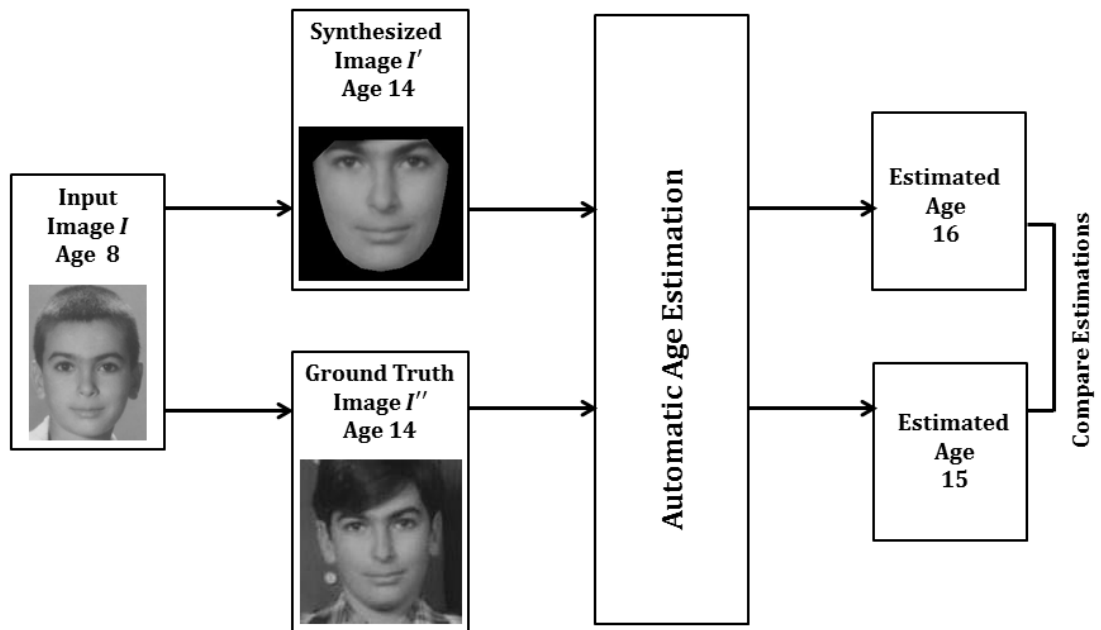 Input
Image I
Age 8
Synthesized
Image I′
Age 14
Ground Truth
Image I′′
Age 14
Automatic Age Estimation
Estimated
Age
16
Estimated
Age
15
Compare Estimations